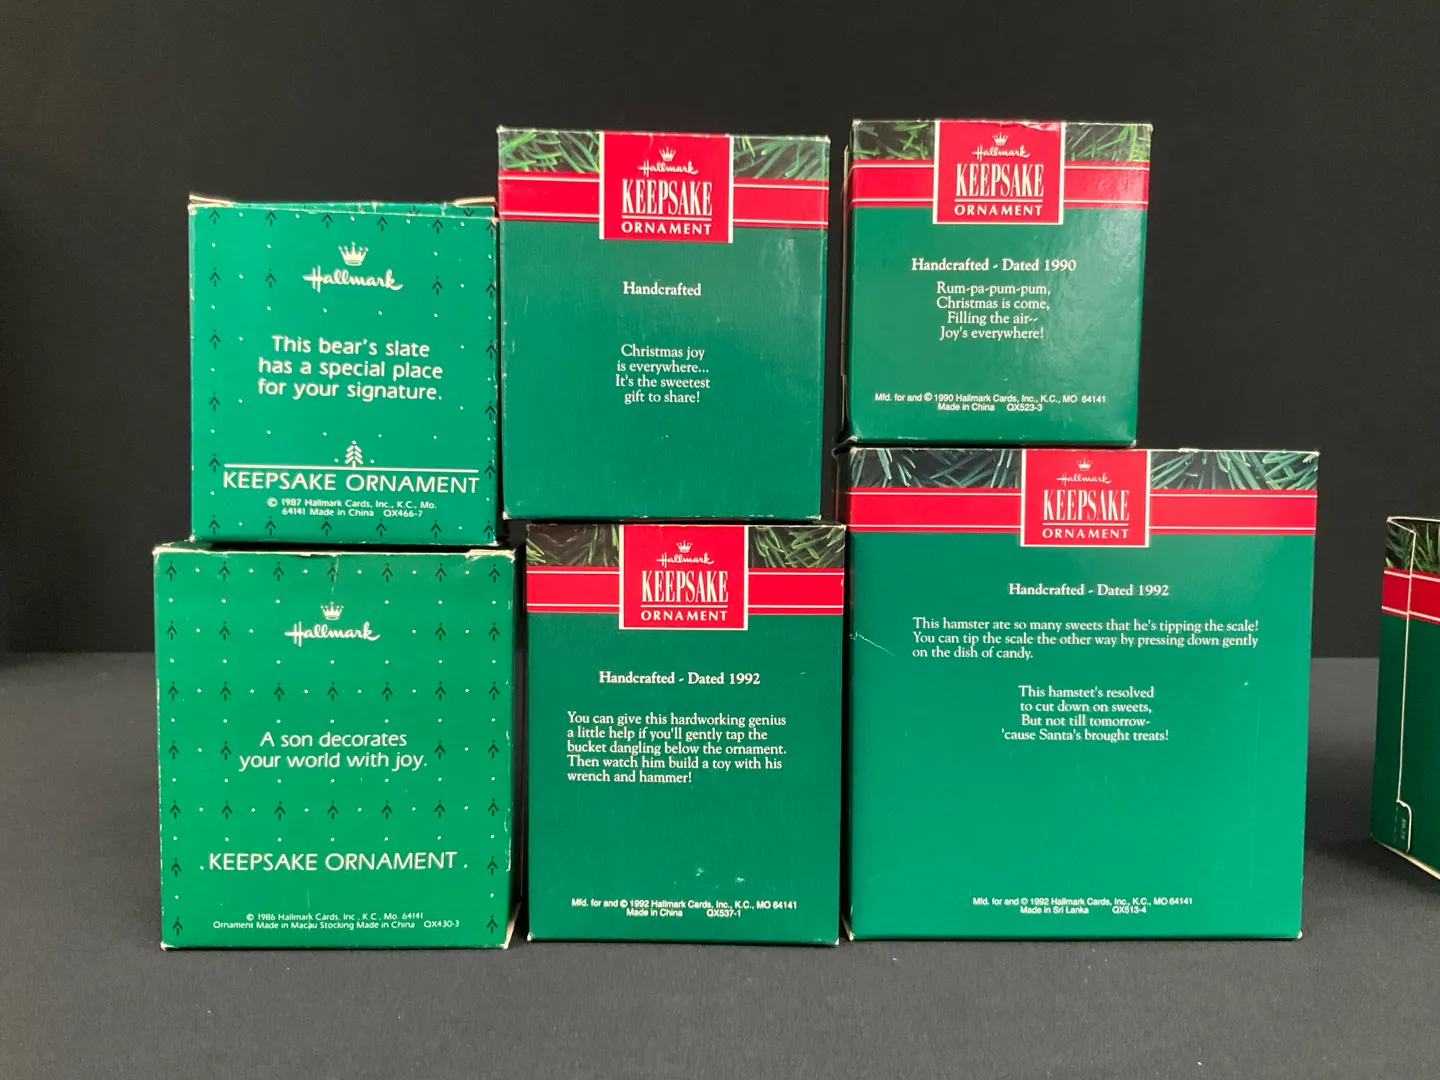 Hallmark
This bear's slate
has a special place
for your signature.
KEEPSAKE ORNAMENT
© 1987 Hallmark Cards, Inc., K.C., Mo.
64141 Made in China QX466-7
Hallmark
KEEPSAKE
ORNAMENT
Handcrafted
Christmas joy
is everywhere...
It's the sweetest
gift to share!
Hallmark
KEEPSAKE
ORNAMENT
Handcrafted - Dated 1990
Rum-pa-pum-pum,
Christmas is come,
Filling the air--
Joy's everywhere!
Mfd. for and © 1990 Hallmark Cards, Inc., K.C., MO 64141
Made in China QX523-3
Hallmark
A son decorates
your world with joy.
KEEPSAKE ORNAMENT
© 1986 Hallmark Cards, Inc., K.C., Mo. 64141
Ornament Made in Macau Stocking Made in China QX430-3
Hallmark
KEEPSAKE
ORNAMENT
Handcrafted - Dated 1992
You can give this hardworking genius
a little help if you'll gently tap the
bucket dangling below the ornament.
Then watch him build a toy with his
wrench and hammer!
Mfd. for and © 1992 Hallmark Cards, Inc., K.C., MO 64141
Made in China QX537-1
Hallmark
KEEPSAKE
ORNAMENT
Handcrafted - Dated 1992
This hamster ate so many sweets that he's tipping the scale!
You can tip the scale the other way by pressing down gently
on the dish of candy.
This hamster's resolved
to cut down on sweets,
But not till tomorrow-
'cause Santa's brought treats!
Mfd. for and © 1992 Hallmark Cards, Inc., K.C., MO 64141
Made in Sri Lanka QX513-4